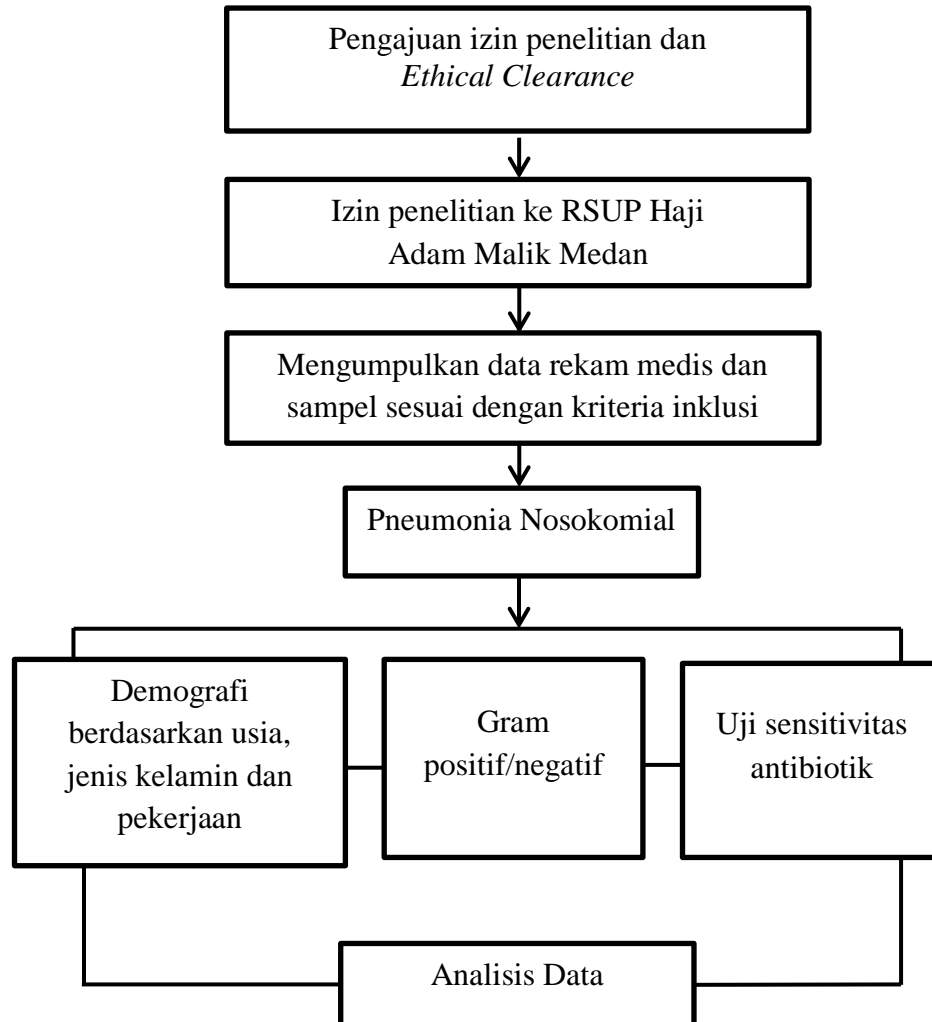 Pengajuan izin penelitian dan
Ethical Clearance
Izin penelitian ke RSUP Haji
Adam Malik Medan
Mengumpulkan data rekam medis dan
sampel sesuai dengan kriteria inklusi
Pneumonia Nosokomial
Demografi
berdasarkan usia,
jenis kelamin dan
pekerjaan
Gram
positif/negatif
Uji sensitivitas
antibiotik
Analisis Data